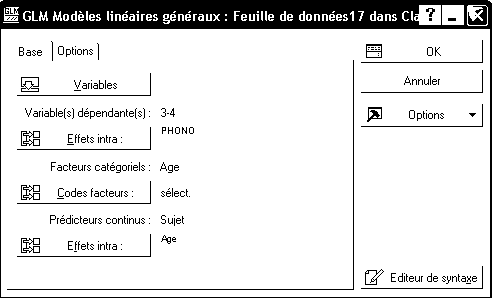 GLM Modèles linéaires généraux : Feuille de données17 dans Cla
Base
Options
Variables
Variable(s) dépendante(s) : 3-4
Effets intra : PHONO
Facteurs catégoriels : Age
Codes facteurs : sélect.
Prédicteurs continus : Sujet
Effets intra : Age
OK
Annuler
Options
Editeur de syntaxe